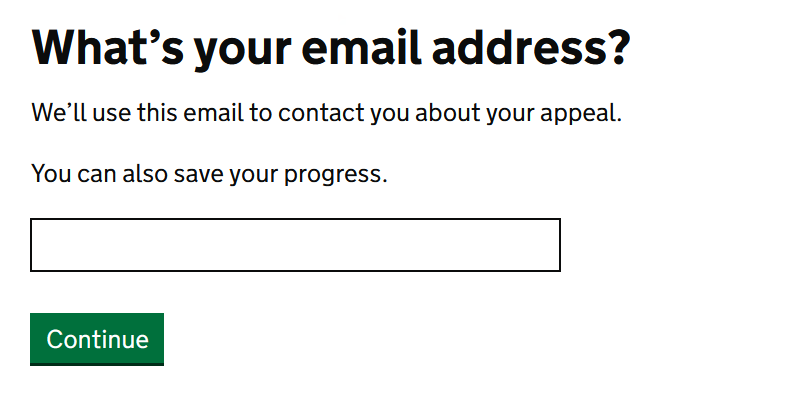 What’s your email address?
We’ll use this email to contact you about your appeal.
You can also save your progress.
Continue